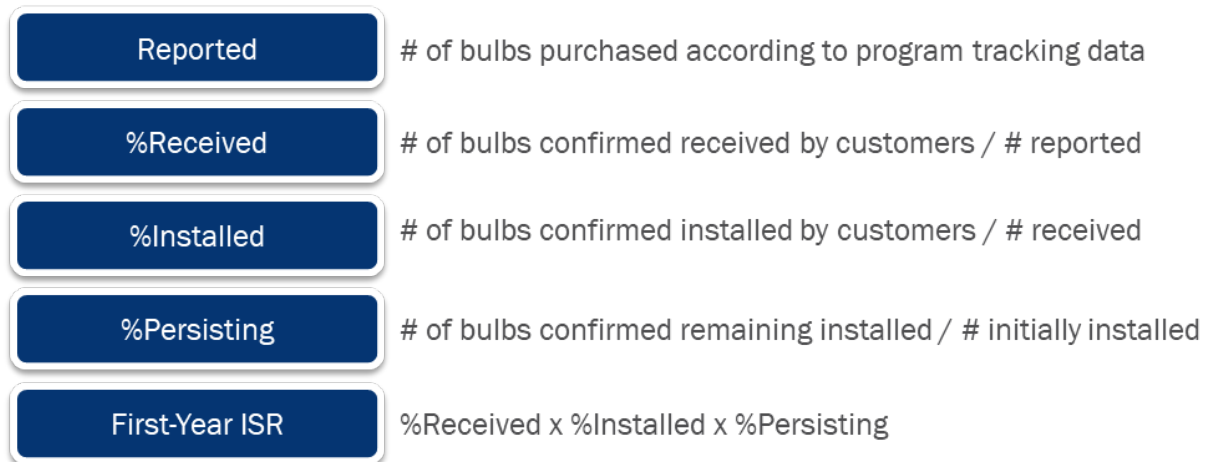 Reported # of bulbs purchased according to program tracking data
%Received # of bulbs confirmed received by customers / # reported
%Installed # of bulbs confirmed installed by customers / # received
%Persisting # of bulbs confirmed remaining installed / # initially installed
First-Year ISR %Received x %Installed x %Persisting